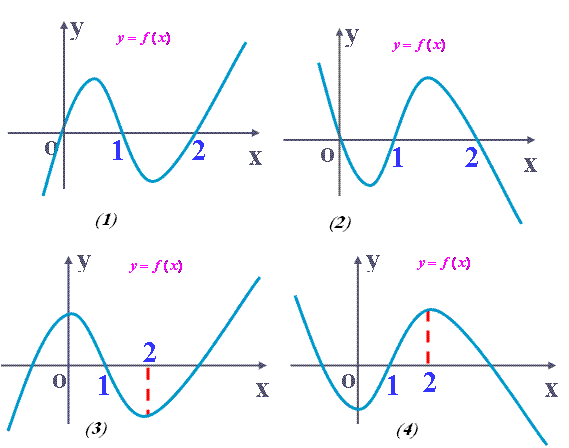 y
y = f(x)
o 1 2 x
(1)
y
y = f(x)
o 1 2 x
(2)
y
y = f(x)
2
o 1 x
(3)
y
y = f(x)
o 1 2 x
(4)